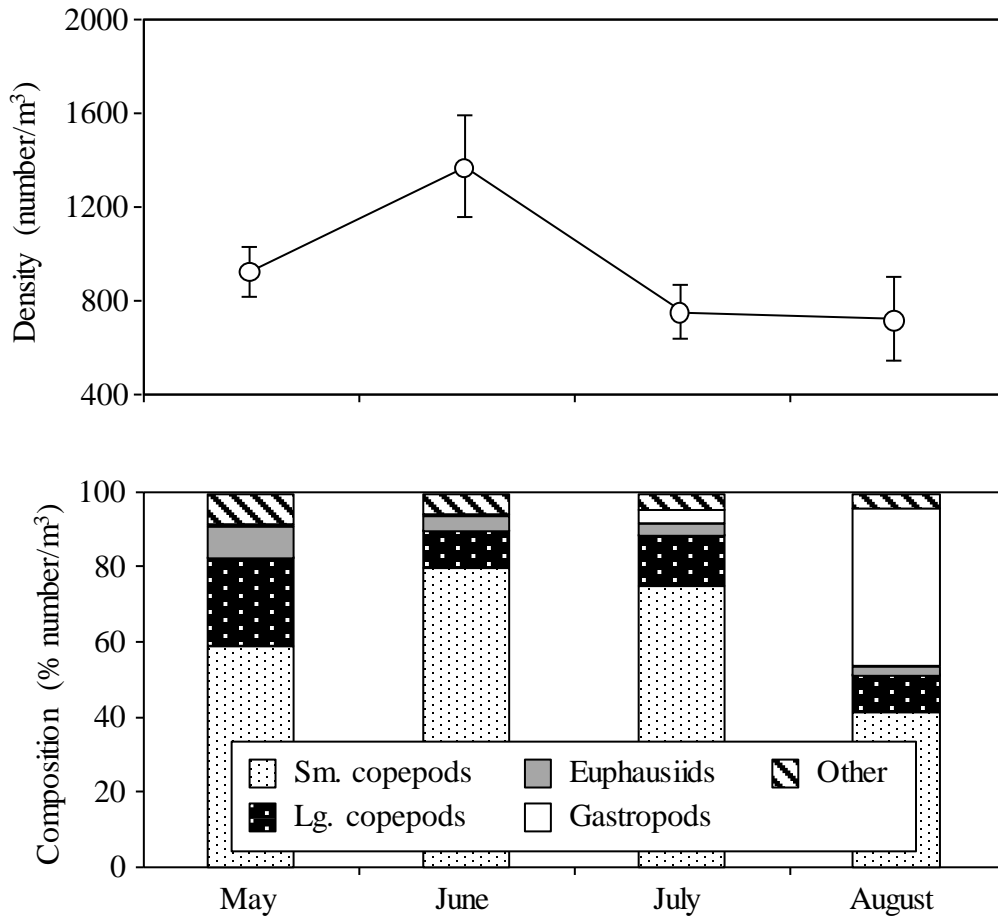 2000
1600
1200
800
400
Density (number/m³)
100
80
60
40
20
0
Composition (% number/m³)
Sm. copepods
Euphausiids
Other
Lg. copepods
Gastropods
May
June
July
August